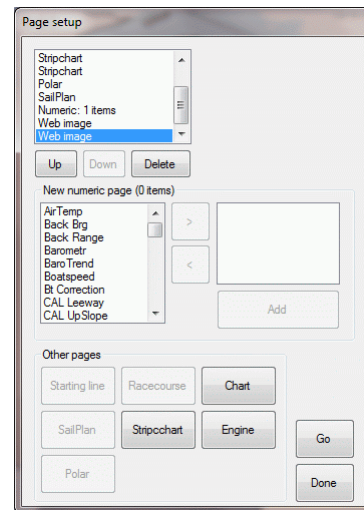 Page setup
Stripchart
Stripchart
Polar
SailPlan
Numeric: 1 items
Web image
Web image
Up Down Delete
New numeric page (0 items)
AirTemp
Back Brg
Back Range
Barometr
BaroTrend
Boatspeed
Bt Correction
CAL Leeway
CAL UpSlope
>
<
Add
Other pages
Starting line Racecourse Chart
SailPlan Stripcchart Engine
Polar
Go
Done